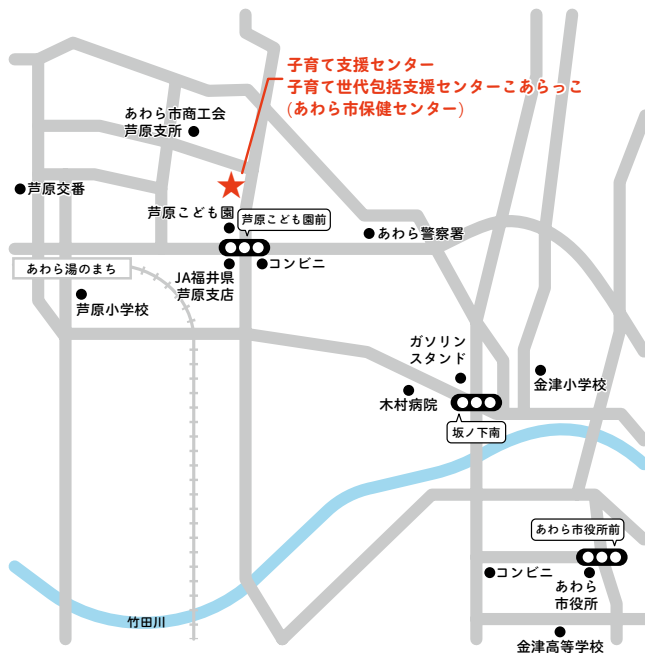 子育て支援センター
子育て世代包括支援センターこあらっこ
(あわら市保健センター)
あわら市商工会
芦原支所
芦原交番
芦原こども園
芦原こども園前
あわら警察署
あわら湯のまち
JA福井県
芦原支店
コンビニ
芦原小学校
ガソリン
スタンド
金津小学校
木村病院
坂ノ下南
あわら市役所前
コンビニ
あわら
市役所
竹田川
金津高等学校